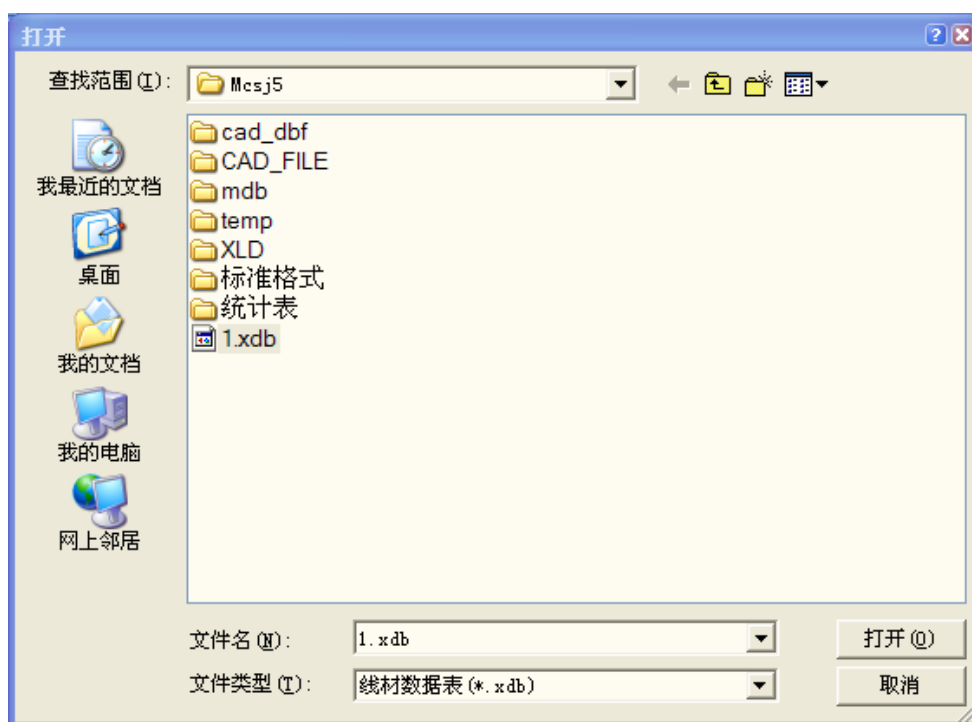 打开
查找范围(I):
Mcsj5
我最近的文档
桌面
我的文档
我的电脑
网上邻居
cad_dbf
CAD_FILE
mdb
temp
XLD
标准格式
统计表
1.xdb
文件名(N):
1.xdb
打开(O)
文件类型(T):
线材数据表(*.xdb)
取消